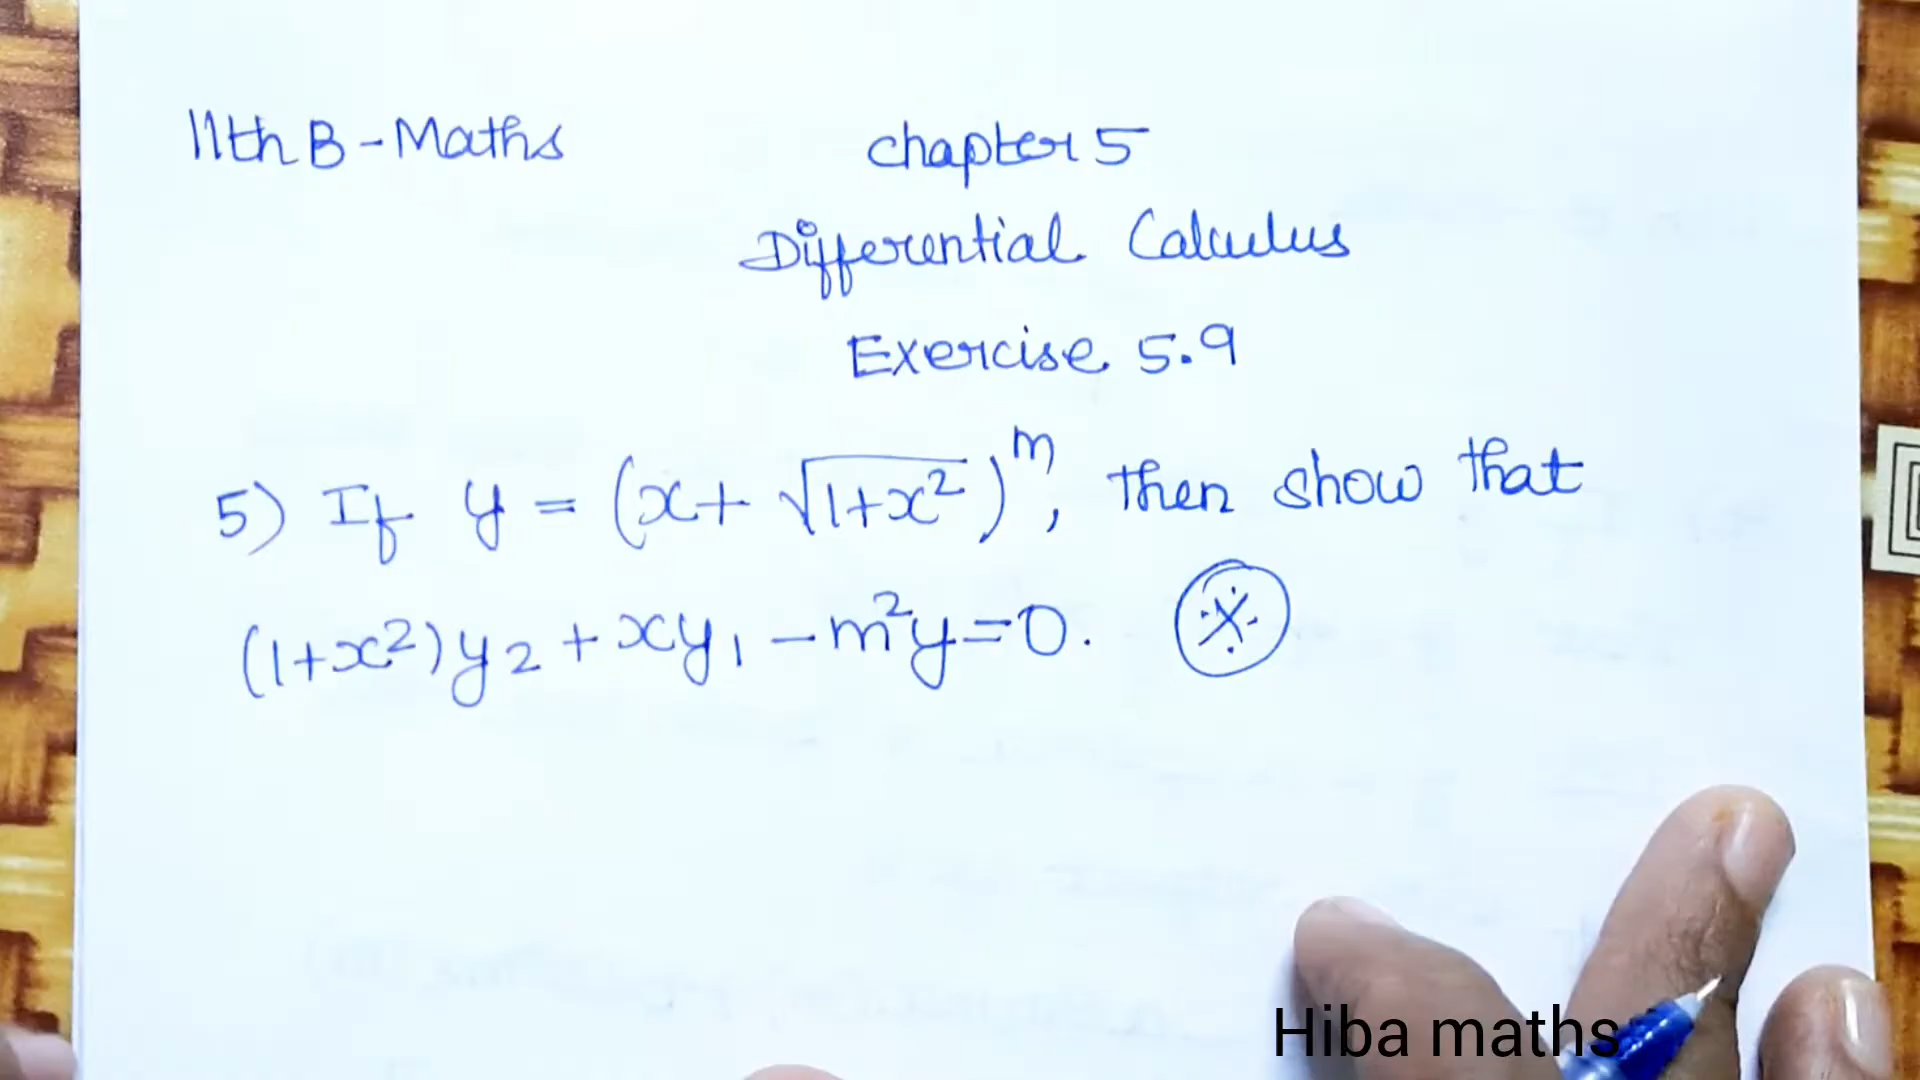 11th B - Maths
chapter 5
Differential Calculus
Exercise 5.9
5) If y = (x + √1+x²)ᵐ, then show that
(1+x²)y₂ + xy₁ - m²y = 0.
Hiba maths